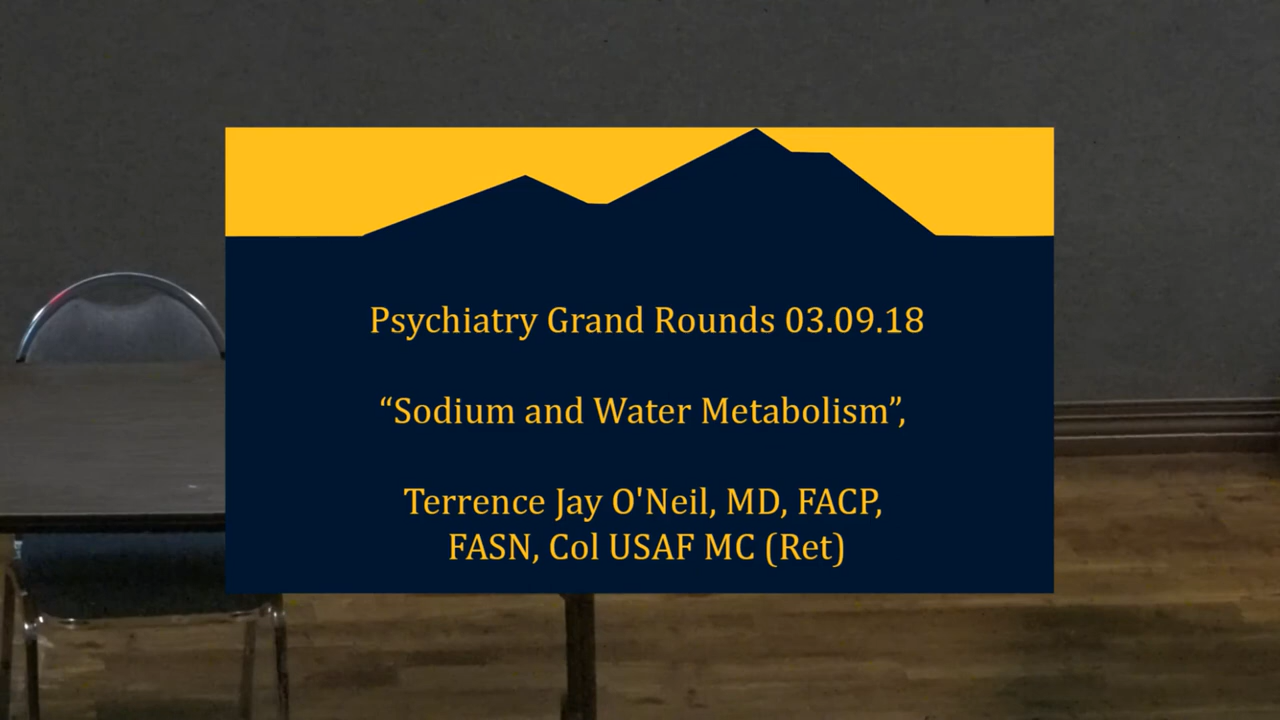 Psychiatry Grand Rounds 03.09.18
“Sodium and Water Metabolism”,
Terrence Jay O'Neil, MD, FACP,
FASN, Col USAF MC (Ret)